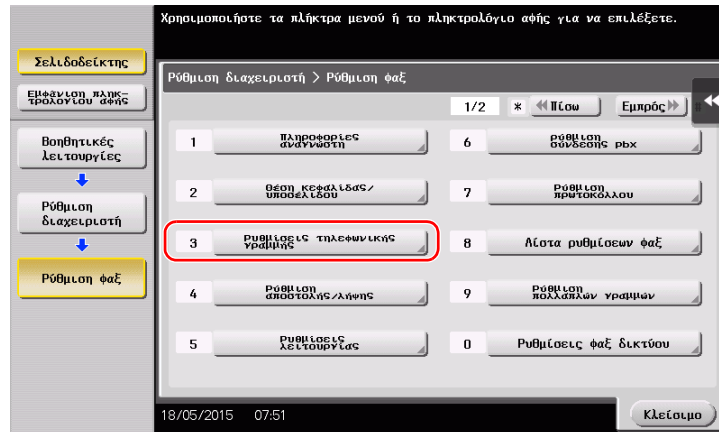 Χρησιμοποιήστε τα πλήκτρα μενού ή το πληκτρολόγιο αφής για να επιλέξετε.
Σελιδοδείκτης
Εμφάνιση πληκ-
τρολογίου αφής
Βοηθητικές
λειτουργίες
Ρύθμιση
διαχειριστή
Ρύθμιση φαξ
Ρύθμιση διαχειριστή > Ρύθμιση φαξ
1/2 * Πίσω Εμπρός
1 Πληροφορίες
αναγνώστη
2 Θέση κεφαλίδας/
υποσέλιδου
3 Ρυθμίσεις τηλεφωνικής
γραμμής
4 Ρύθμιση
αποστολής/λήψης
5 Ρυθμίσεις
λειτουργίας
6 Ρύθμιση
σύνδεσης PBX
7 Ρύθμιση
πρωτοκόλλου
8 Λίστα ρυθμίσεων φαξ
9 Ρύθμιση
πολλαπλών γραμμών
0 Ρυθμίσεις φαξ δικτύου
18/05/2015 07:51
Κλείσιμο